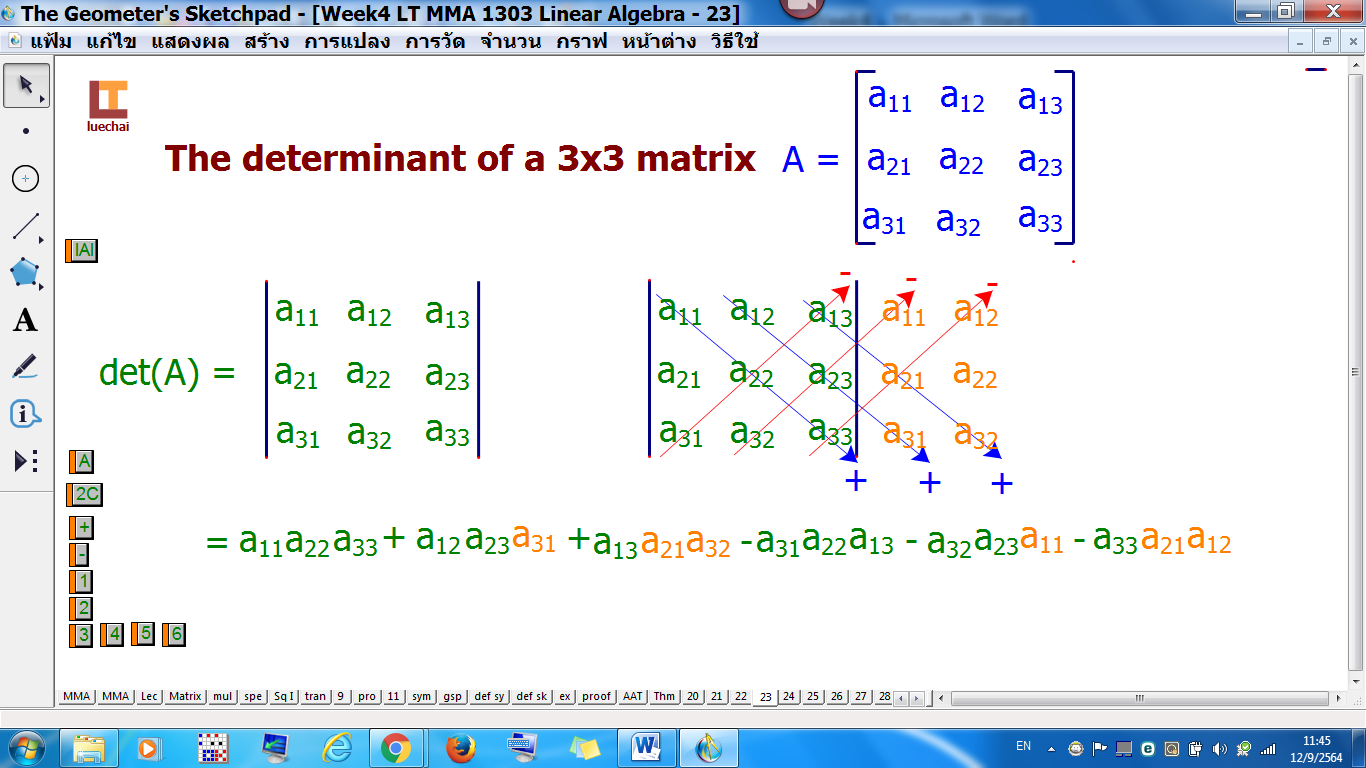 The Geometer's Sketchpad - [Week4 LT MMA 1303 Linear Algebra - 23]
แฟ้ม แก้ไข แสดงผล สร้าง การแปลง การวัด จำนวน กราฟ หน้าต่าง วิธีใช้
LT
luechai
The determinant of a 3x3 matrix A =
a11 a12 a13
a21 a22 a23
a31 a32 a33
|A|
det(A) =
a11 a12 a13
a21 a22 a23
a31 a32 a33
- - -
a11 a12 a13 a11 a12
a21 a22 a23 a21 a22
a31 a32 a33 a31 a32
+ + +
A
2C
= a11a22a33 + a12a23a31 + a13a21a32 - a31a22a13 - a32a23a11 - a33a21a12
+
-
1
2
3 4 5 6
MMA MMA Lec Matrix mul spe Sq I tran 9 pro 11 sym gsp def sy def sk ex proof AAT Thm 20 21 22 23 24 25 26 27 28
EN 11:45
12/9/2564